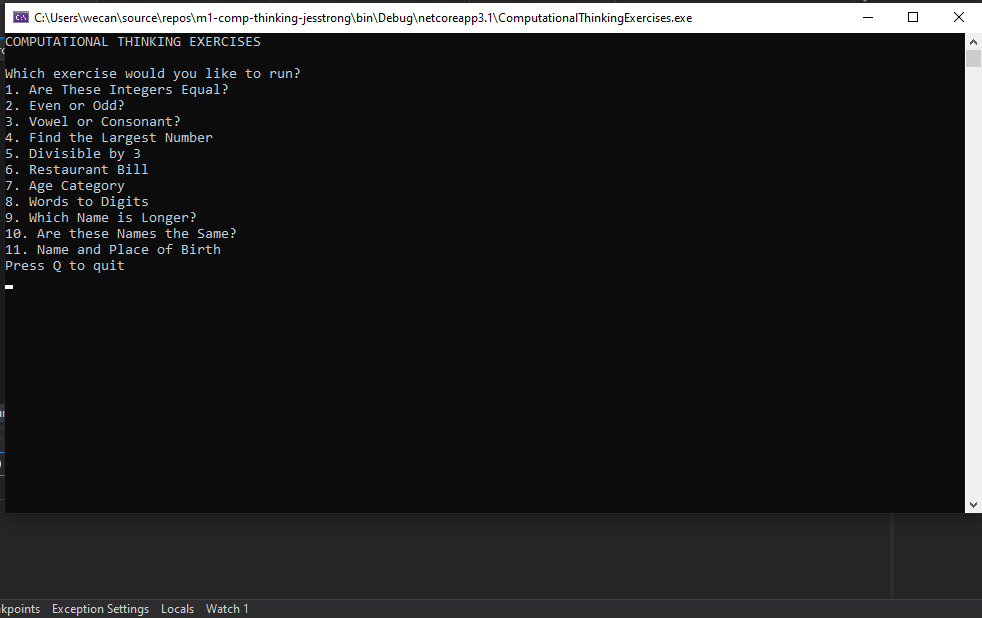 C:\Users\wecan\source\repos\m1-comp-thinking-jesstrong\bin\Debug\netcoreapp3.1\ComputationalThinkingExercises.exe
COMPUTATIONAL THINKING EXERCISES
Which exercise would you like to run?
1. Are These Integers Equal?
2. Even or Odd?
3. Vowel or Consonant?
4. Find the Largest Number
5. Divisible by 3
6. Restaurant Bill
7. Age Category
8. Words to Digits
9. Which Name is Longer?
10. Are these Names the Same?
11. Name and Place of Birth
Press Q to quit
kpoints Exception Settings Locals Watch 1